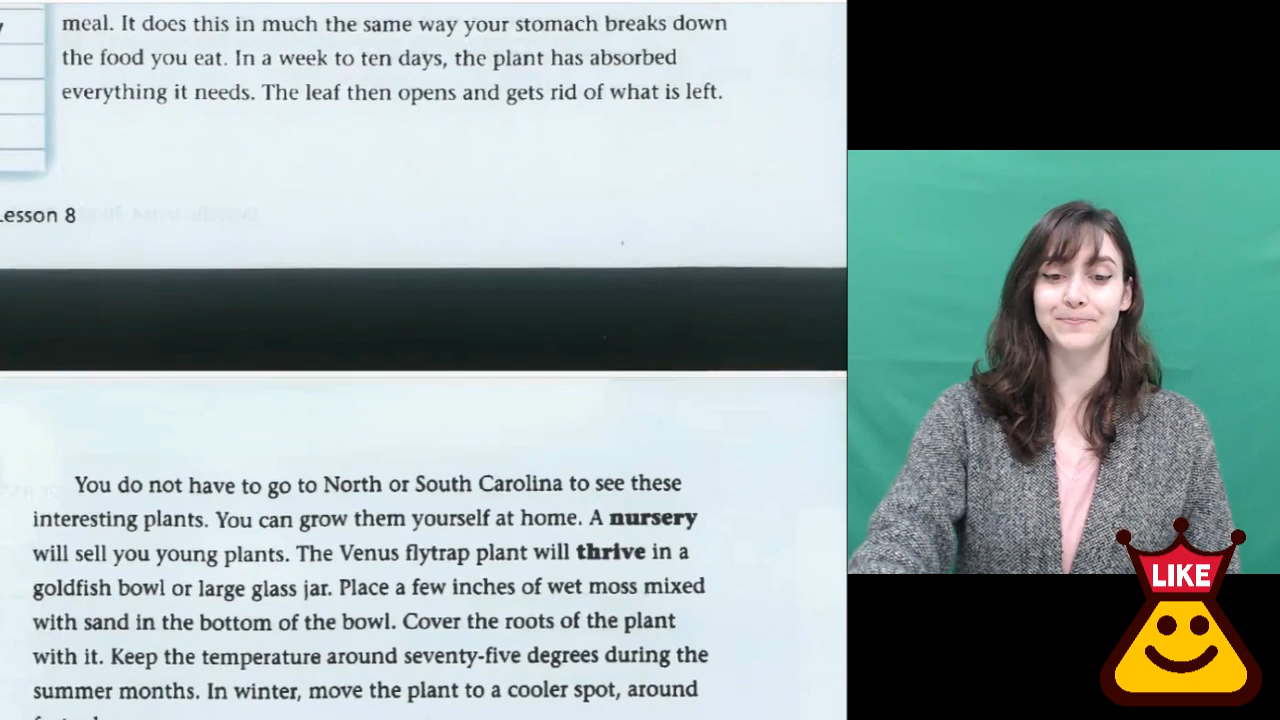 meal. It does this in much the same way your stomach breaks down
the food you eat. In a week to ten days, the plant has absorbed
everything it needs. The leaf then opens and gets rid of what is left.
Lesson 8
You do not have to go to North or South Carolina to see these
interesting plants. You can grow them yourself at home. A nursery
will sell you young plants. The Venus flytrap plant will thrive in a
goldfish bowl or large glass jar. Place a few inches of wet moss mixed
with sand in the bottom of the bowl. Cover the roots of the plant
with it. Keep the temperature around seventy-five degrees during the
summer months. In winter, move the plant to a cooler spot, around
LIKE